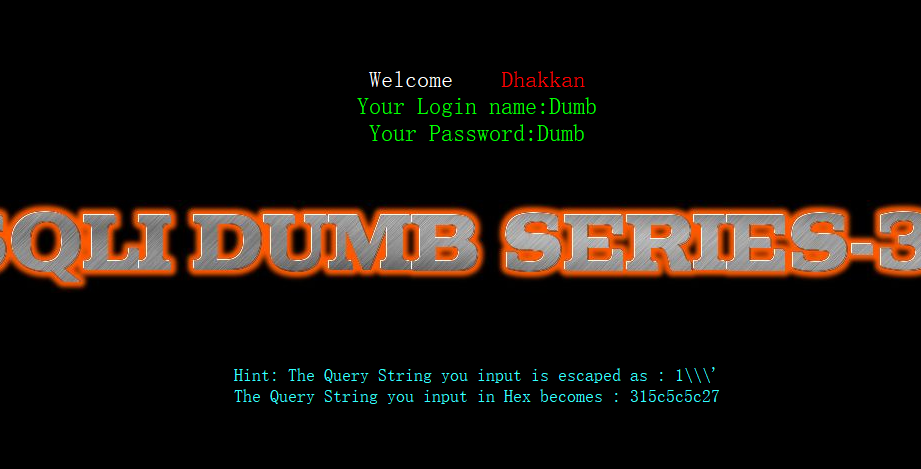 Welcome    Dhakkan
Your Login name:Dumb
Your Password:Dumb
SQLI DUMB SERIES-3
Hint: The Query String you input is escaped as : 1\\\'
The Query String you input in Hex becomes : 315c5c5c27